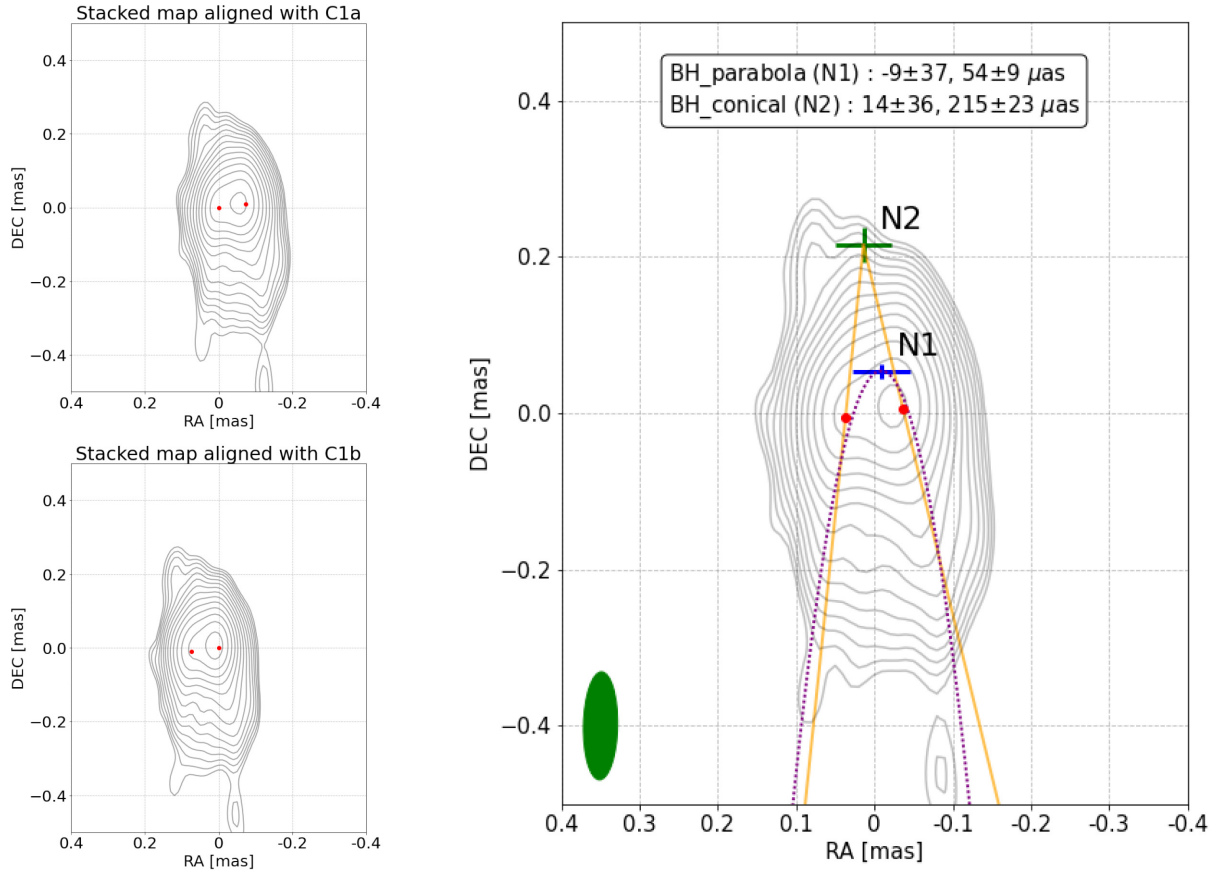 Stacked map aligned with C1a
DEC [mas]
0.4
0.2
0.0
−0.2
−0.4
0.4 0.2 0.0 -0.2 -0.4
RA [mas]
Stacked map aligned with C1b
DEC [mas]
0.4
0.2
0.0
−0.2
−0.4
0.4 0.2 0.0 -0.2 -0.4
RA [mas]
BH_parabola (N1) : -9±37, 54±9 μas
BH_conical (N2) : 14±36, 215±23 μas
N2
N1
DEC [mas]
0.4
0.2
0.0
−0.2
−0.4
0.4 0.3 0.2 0.1 0 -0.1 -0.2 -0.3 -0.4
RA [mas]